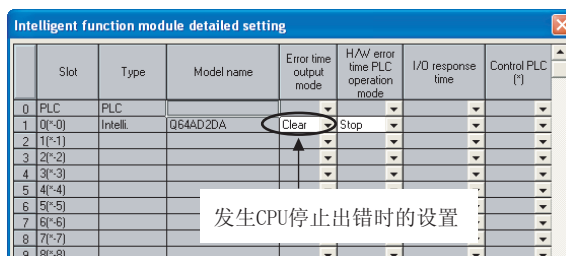 Intelligent function module detailed setting
Slot Type Model name Error time output mode H/W error time PLC operation mode I/O response time Control PLC (*)
0 PLC PLC
1 0(*-0) Intelli. Q64AD2DA Clear Stop
2 1(*-1)
3 2(*-2)
4 3(*-3)
5 4(*-4)
6 5(*-5)
7 6(*-6)
8 7(*-7)
9 8(*-8)
发生CPU停止出错时的设置